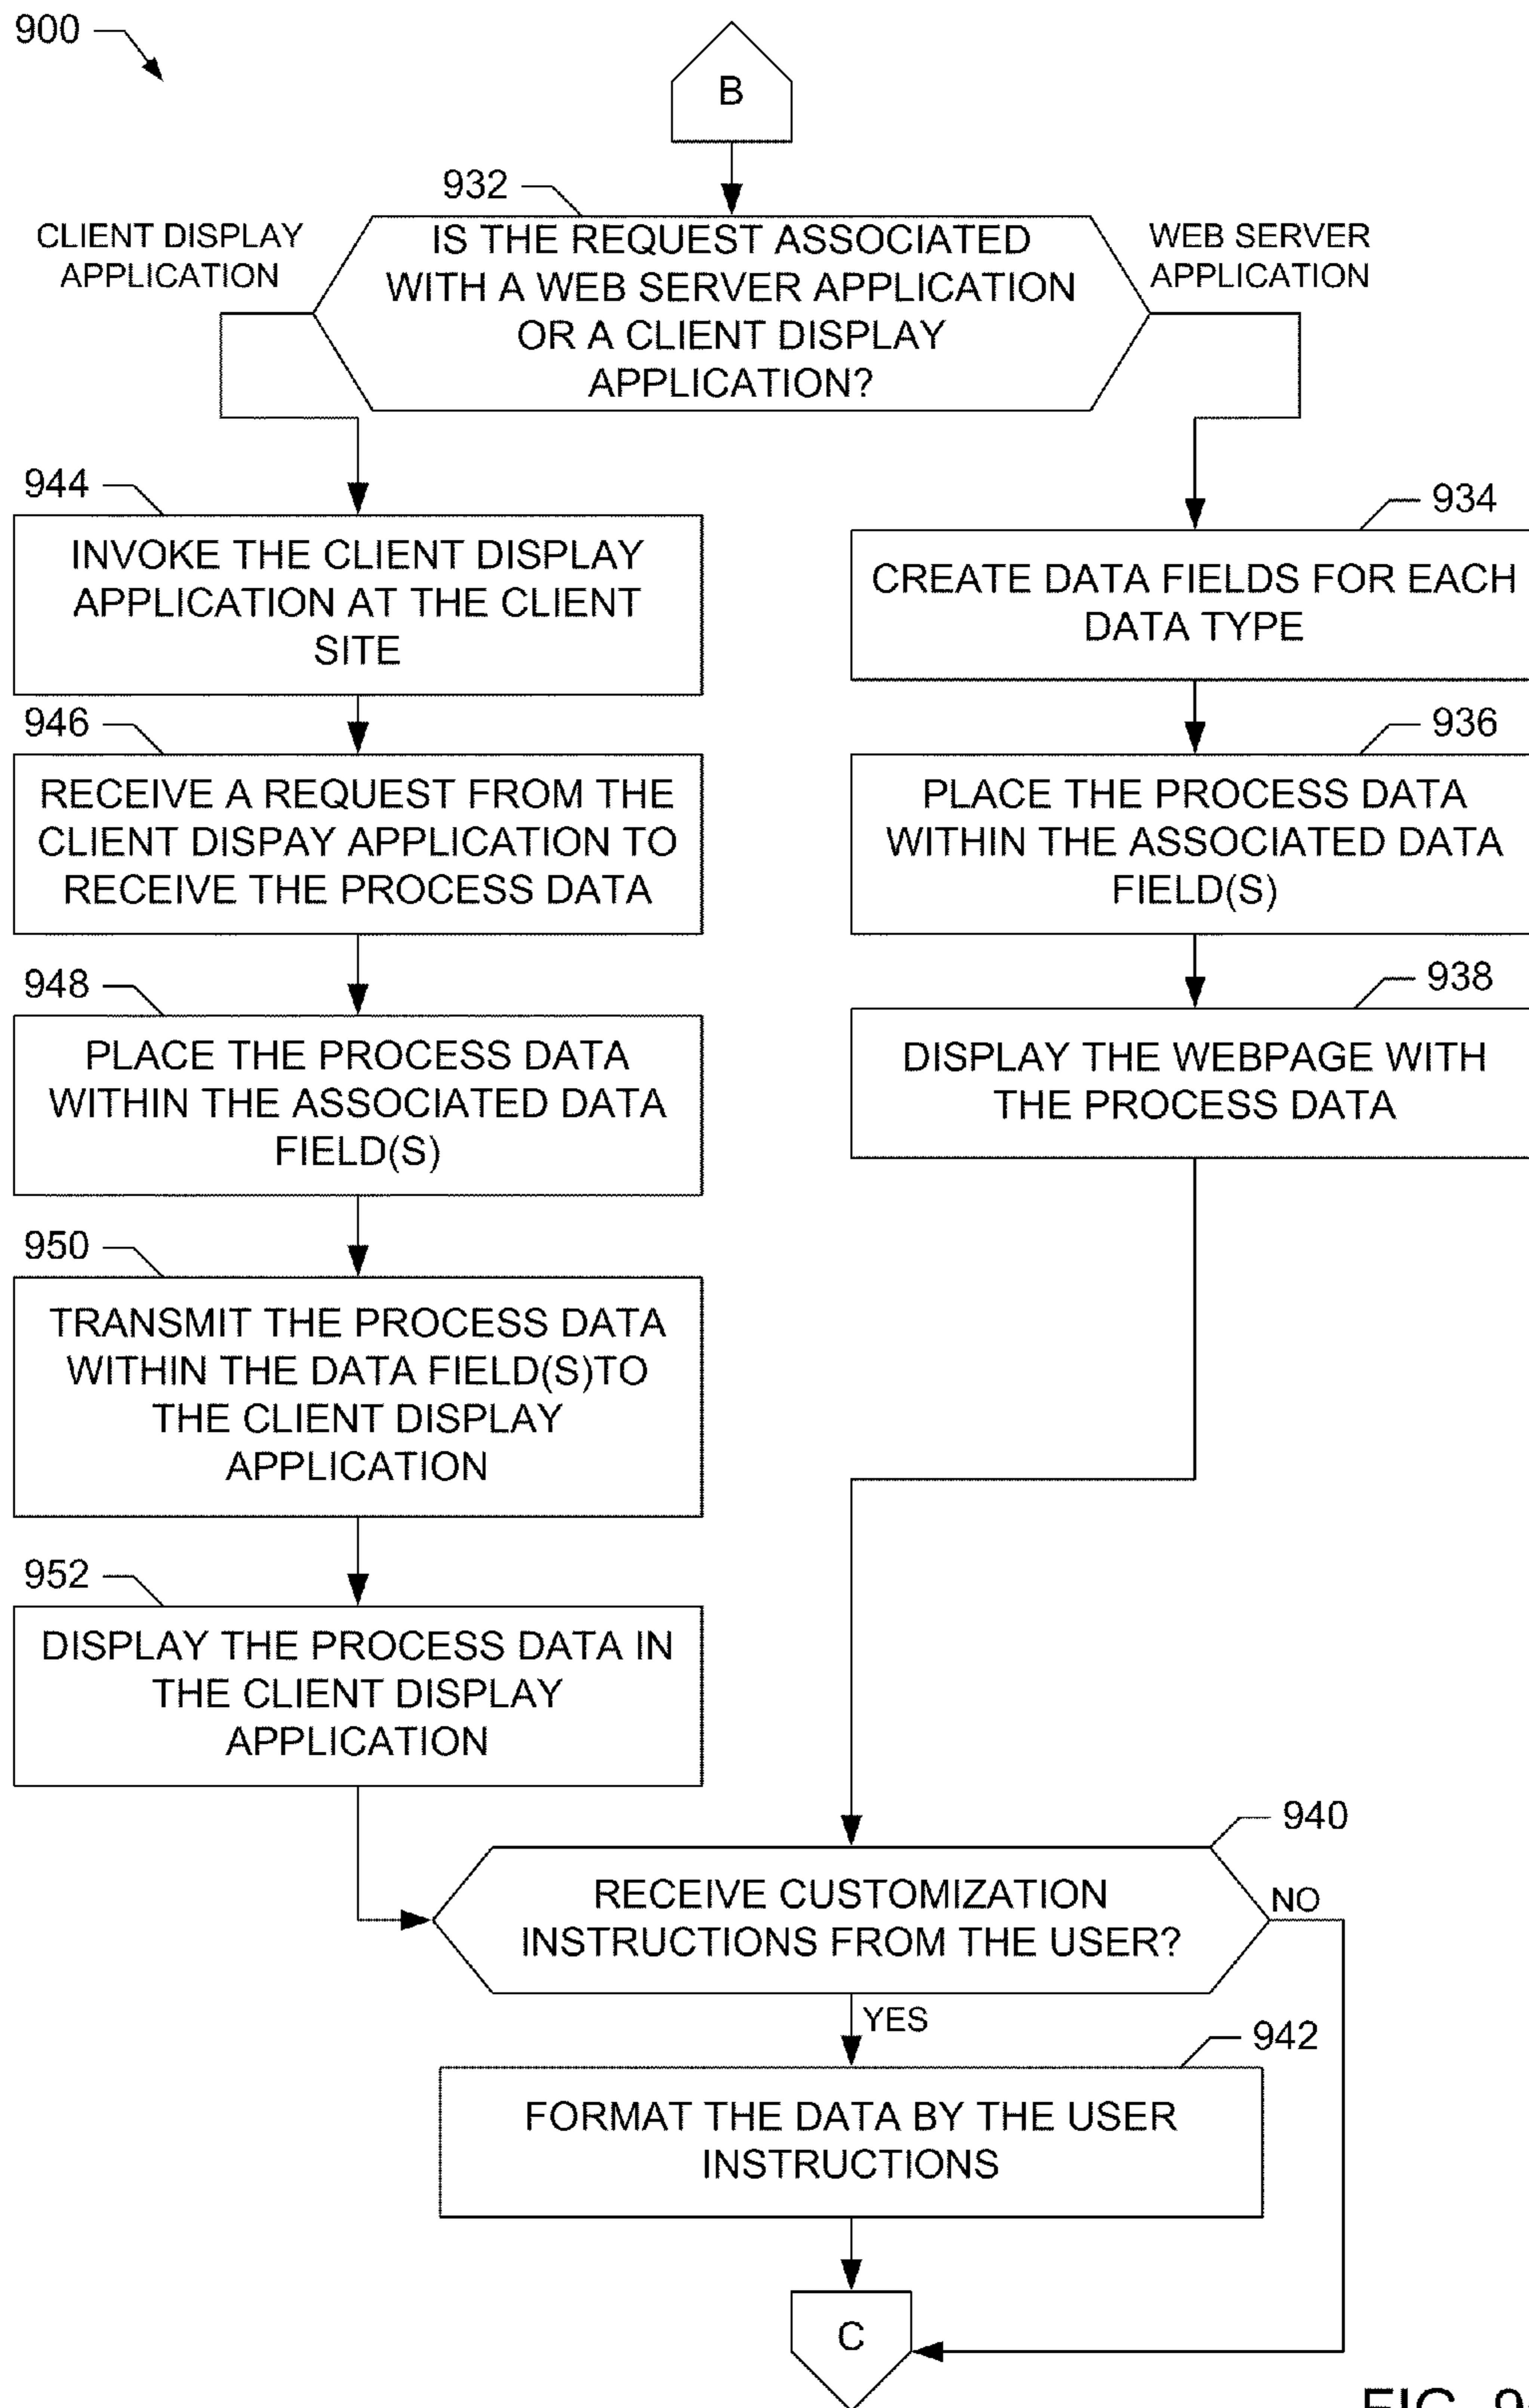 900
B
932
CLIENT DISPLAY
APPLICATION
IS THE REQUEST ASSOCIATED
WITH A WEB SERVER APPLICATION
OR A CLIENT DISPLAY
APPLICATION?
WEB SERVER
APPLICATION
944
INVOKE THE CLIENT DISPLAY
APPLICATION AT THE CLIENT
SITE
946
RECEIVE A REQUEST FROM THE
CLIENT DISPAY APPLICATION TO
RECEIVE THE PROCESS DATA
948
PLACE THE PROCESS DATA
WITHIN THE ASSOCIATED DATA
FIELD(S)
950
TRANSMIT THE PROCESS DATA
WITHIN THE DATA FIELD(S)TO
THE CLIENT DISPLAY
APPLICATION
952
DISPLAY THE PROCESS DATA IN
THE CLIENT DISPLAY
APPLICATION
934
CREATE DATA FIELDS FOR EACH
DATA TYPE
936
PLACE THE PROCESS DATA
WITHIN THE ASSOCIATED DATA
FIELD(S)
938
DISPLAY THE WEBPAGE WITH
THE PROCESS DATA
940
RECEIVE CUSTOMIZATION
INSTRUCTIONS FROM THE USER?
NO
YES
942
FORMAT THE DATA BY THE USER
INSTRUCTIONS
C
FIG. 9